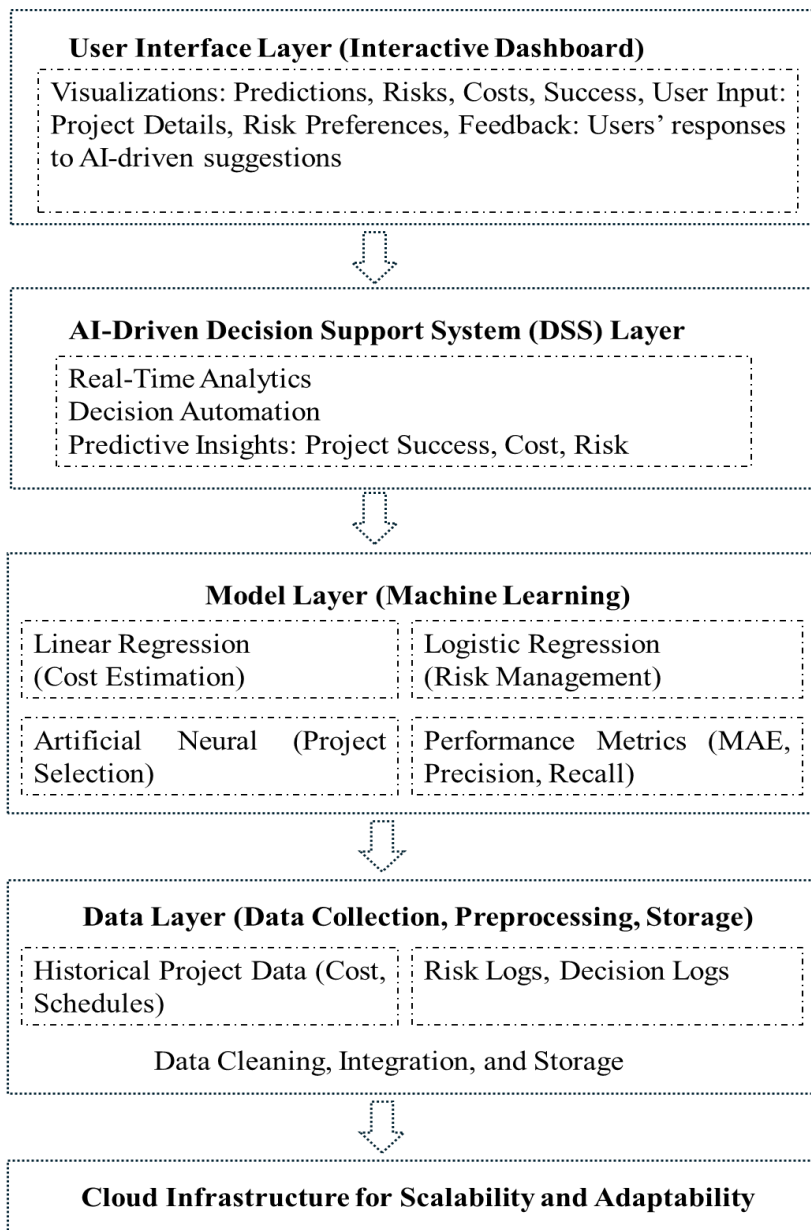 User Interface Layer (Interactive Dashboard)
Visualizations: Predictions, Risks, Costs, Success, User Input:
Project Details, Risk Preferences, Feedback: Users’ responses
to AI-driven suggestions
AI-Driven Decision Support System (DSS) Layer
Real-Time Analytics
Decision Automation
Predictive Insights: Project Success, Cost, Risk
Model Layer (Machine Learning)
Linear Regression
(Cost Estimation)
Logistic Regression
(Risk Management)
Artificial Neural (Project
Selection)
Performance Metrics (MAE,
Precision, Recall)
Data Layer (Data Collection, Preprocessing, Storage)
Historical Project Data (Cost,
Schedules)
Risk Logs, Decision Logs
Data Cleaning, Integration, and Storage
Cloud Infrastructure for Scalability and Adaptability